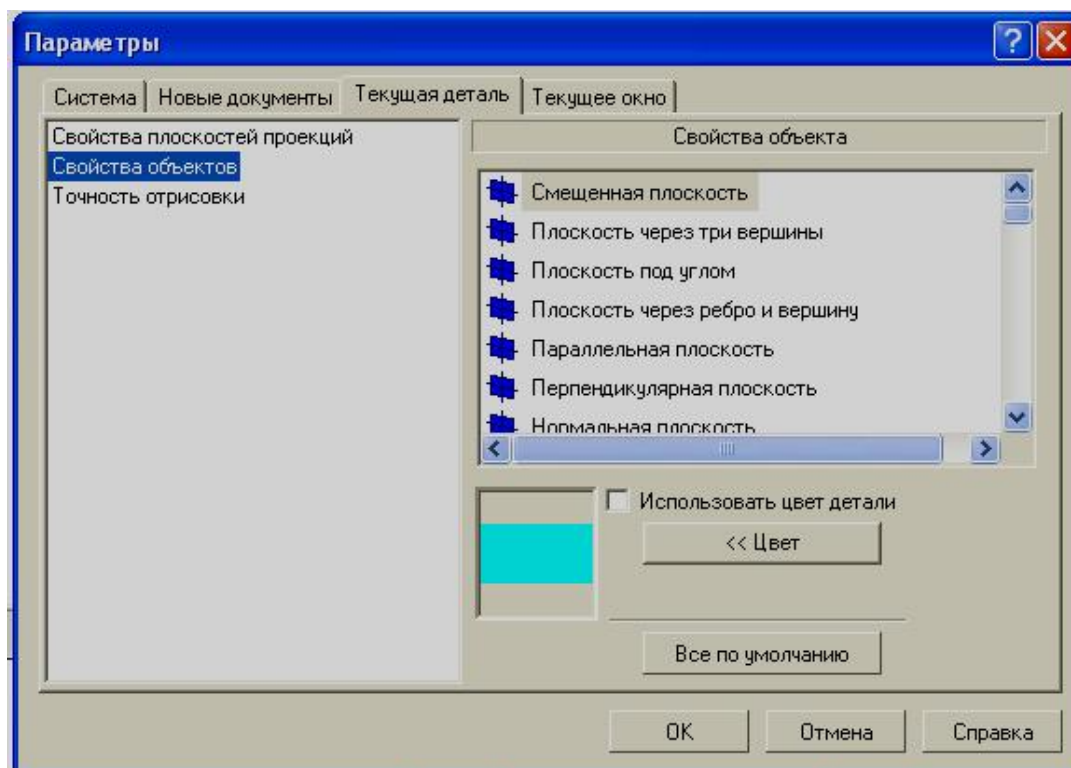 Параметры
Система
Новые документы
Текущая деталь
Текущее окно
Свойства плоскостей проекций
Свойства объектов
Точность отрисовки
Свойства объекта
Смещенная плоскость
Плоскость через три вершины
Плоскость под углом
Плоскость через ребро и вершину
Параллельная плоскость
Перпендикулярная плоскость
Нормальная плоскость
Использовать цвет детали
<< Цвет
Все по умолчанию
OK
Отмена
Справка